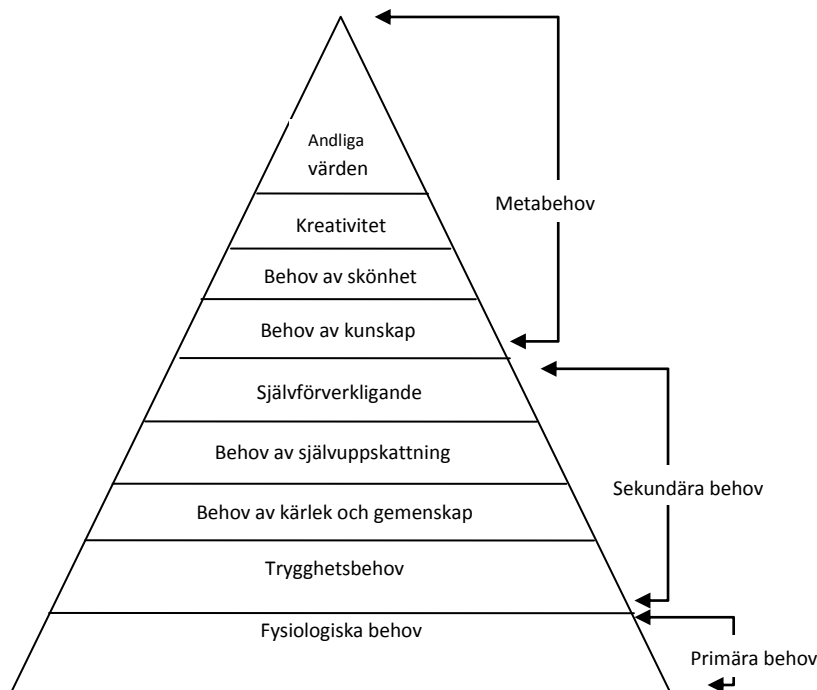 Andliga
värden
Metabehov
Kreativitet
Behov av skönhet
Behov av kunskap
Självförverkligande
Behov av självuppskattning
Sekundära behov
Behov av kärlek och gemenskap
Trygghetsbehov
Fysiologiska behov
Primära behov